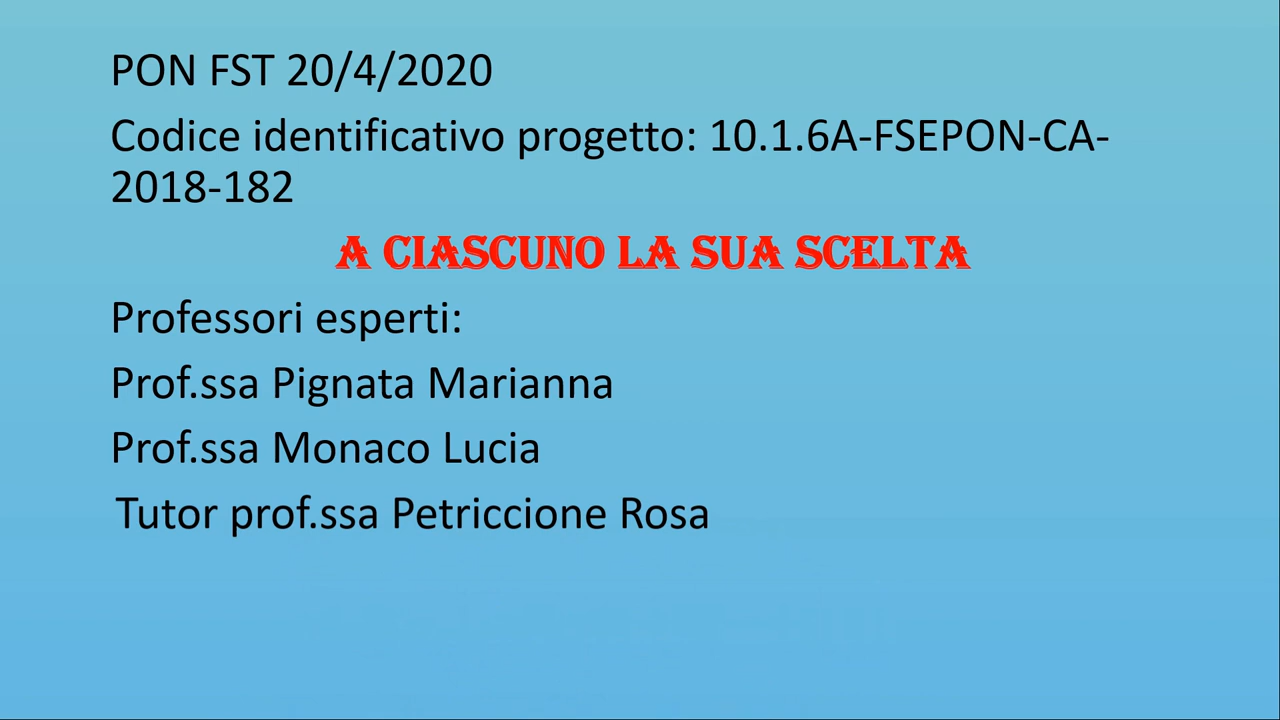 PON FST 20/4/2020
Codice identificativo progetto: 10.1.6A-FSEPON-CA-
2018-182
A CIASCUNO LA SUA SCELTA
Professori esperti:
Prof.ssa Pignata Marianna
Prof.ssa Monaco Lucia
Tutor prof.ssa Petriccione Rosa